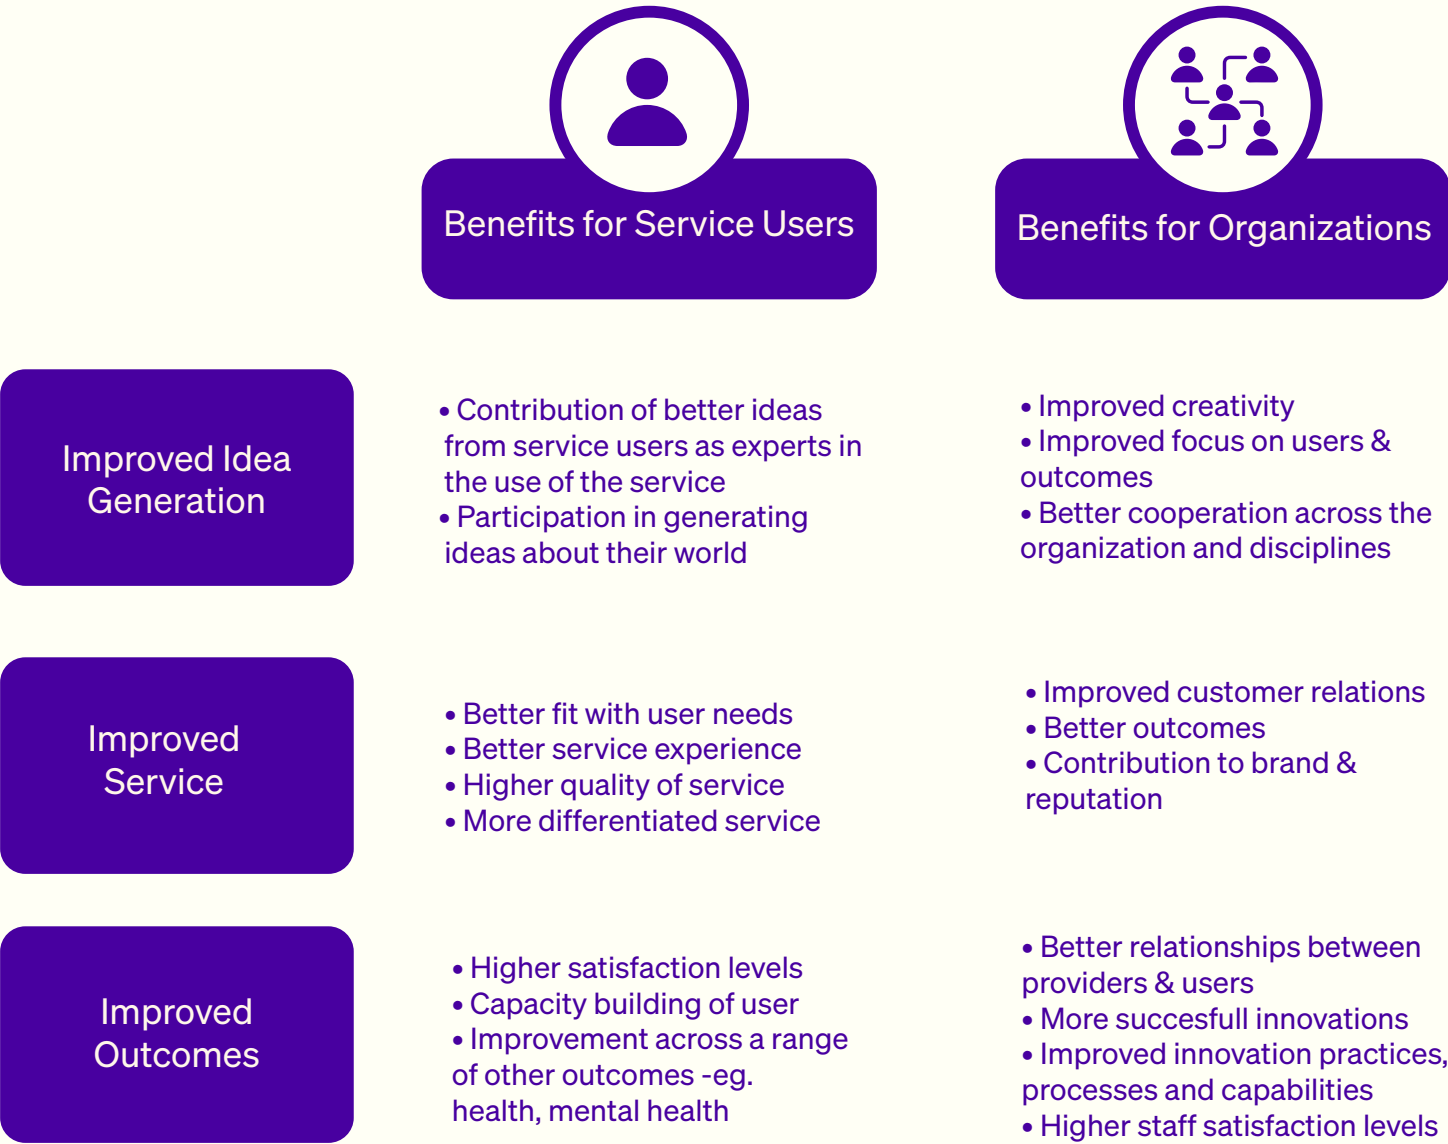 Benefits for Service Users
Benefits for Organizations
Improved Idea
Generation
• Contribution of better ideas
from service users as experts in
the use of the service
• Participation in generating
ideas about their world
• Improved creativity
• Improved focus on users &
outcomes
• Better cooperation across the
organization and disciplines
Improved
Service
• Better fit with user needs
• Better service experience
• Higher quality of service
• More differentiated service
• Improved customer relations
• Better outcomes
• Contribution to brand &
reputation
Improved
Outcomes
• Higher satisfaction levels
• Capacity building of user
• Improvement across a range
of other outcomes -eg.
health, mental health
• Better relationships between
providers & users
• More succesfull innovations
• Improved innovation practices,
processes and capabilities
• Higher staff satisfaction levels